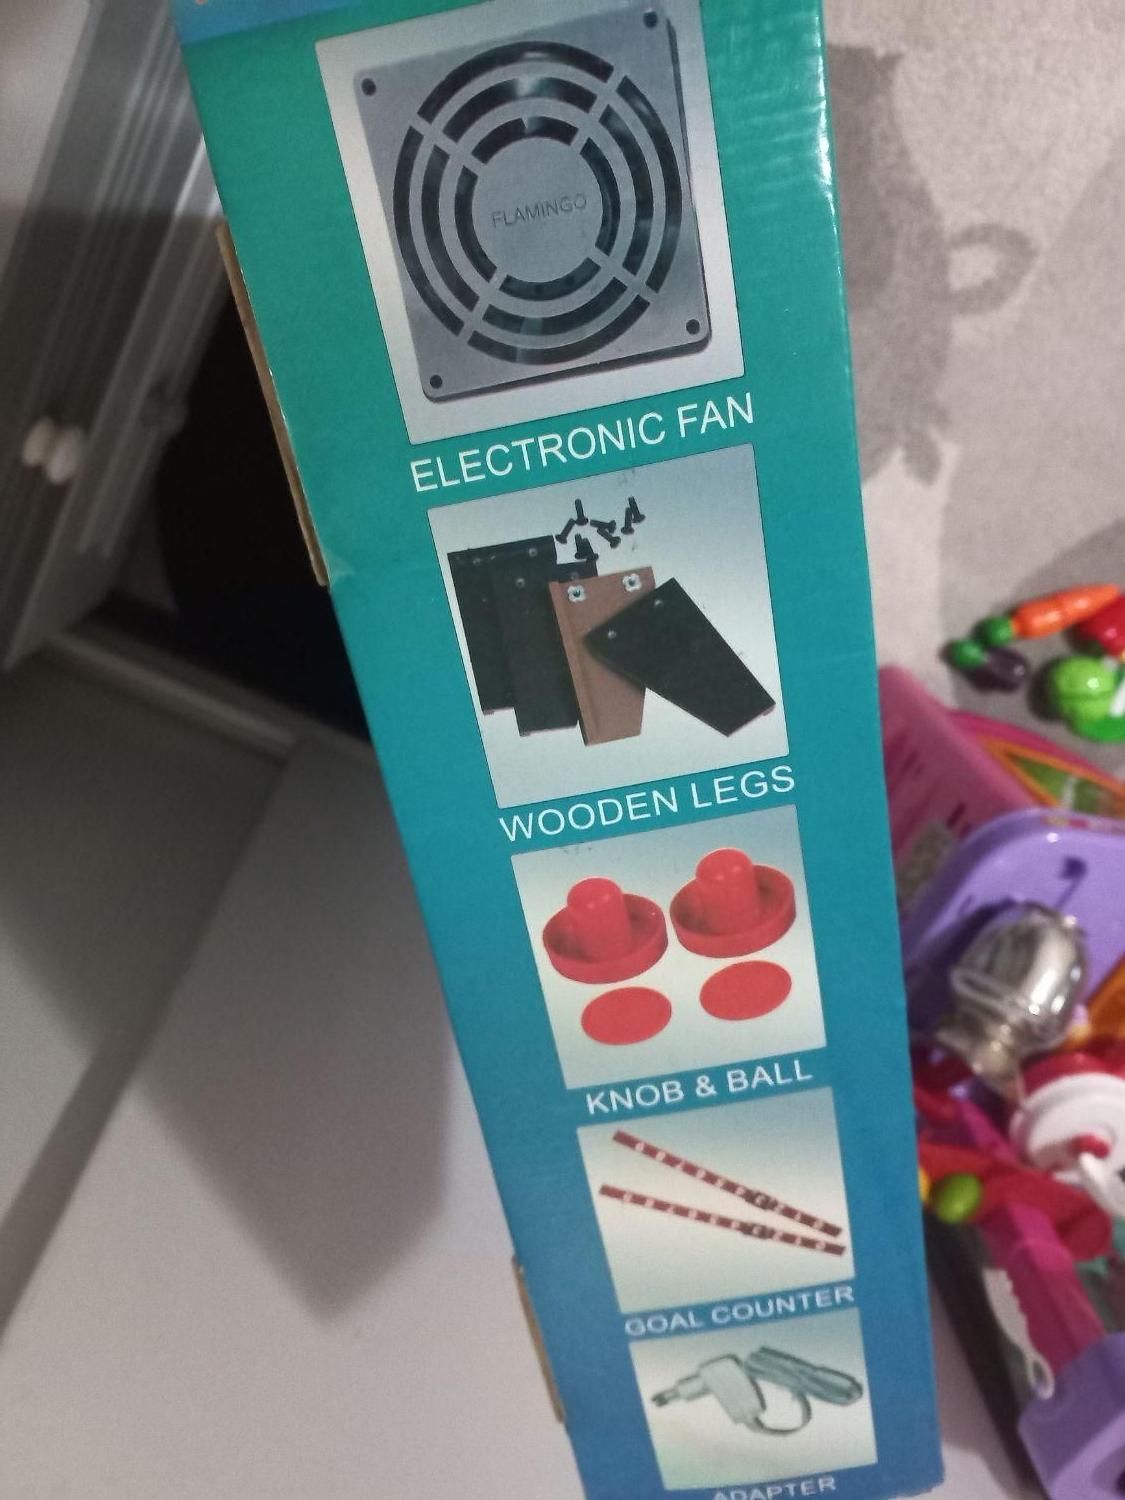 FLAMINGO
ELECTRONIC FAN
WOODEN LEGS
KNOB & BALL
GOAL COUNTER
ADAPTER